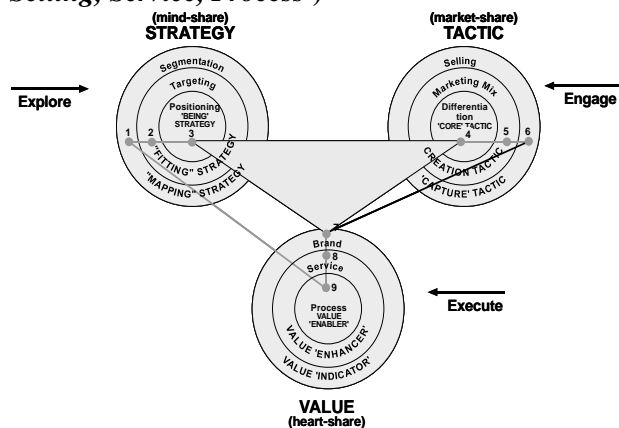 Selling, Service, Process")
(mind-share)
STRATEGY
(market-share)
TACTIC
Explore
Engage
Segmentation
Targeting
Positioning
'BEING'
STRATEGY
1 2 3
"FITTING" STRATEGY
"MAPPING" STRATEGY
Selling
Marketing Mix
Differentia
tion
'CORE' TACTIC
4 5 6
CREATION TACTIC
'CAPTURE' TACTIC
7
Brand
8
Service
9
Process
VALUE
'ENABLER'
VALUE 'ENHANCER'
VALUE 'INDICATOR'
Execute
VALUE
(heart-share)